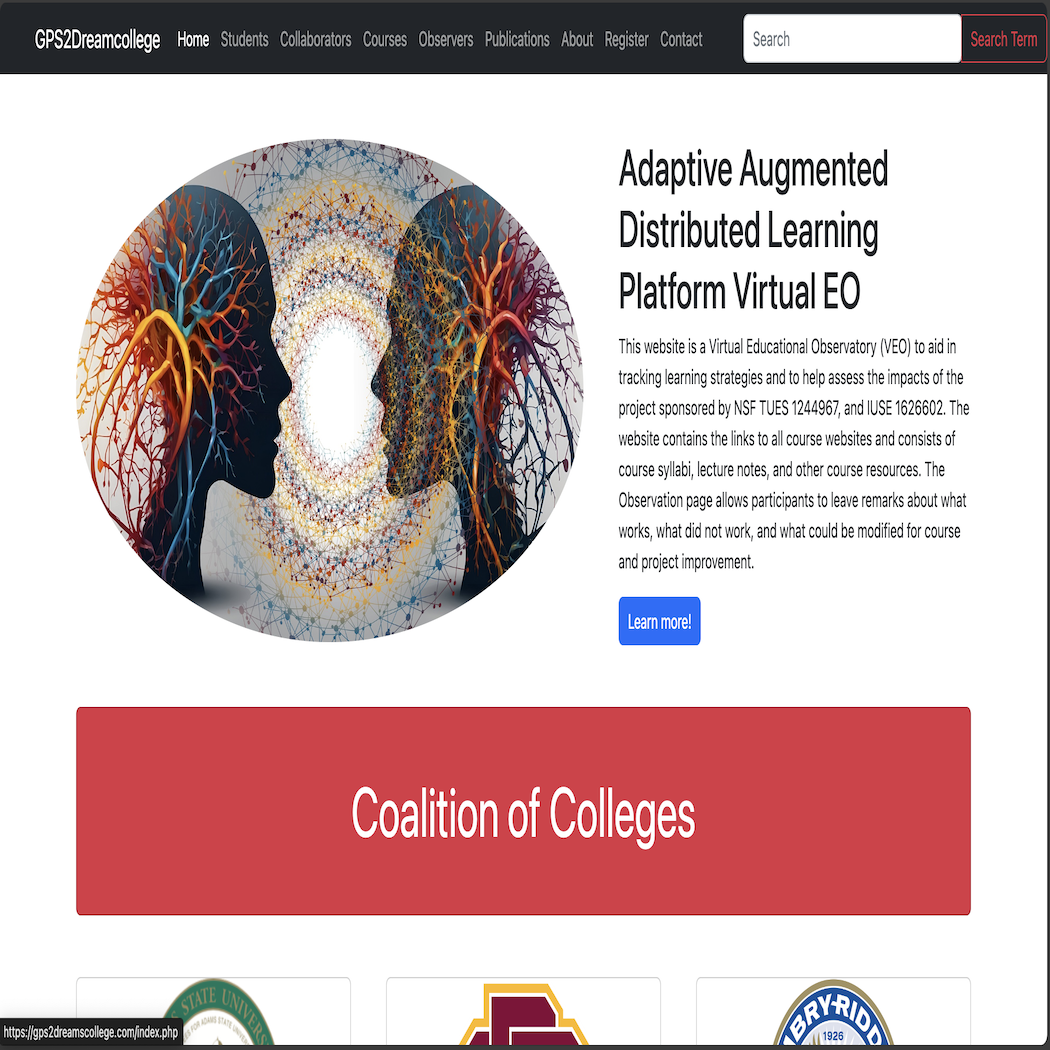 GPS2Dreamcollege Home Students Collaborators Courses Observers Publications About Register Contact Search Search Term
Adaptive Augmented
Distributed Learning
Platform Virtual EO
This website is a Virtual Educational Observatory (VEO) to aid in
tracking learning strategies and to help assess the impacts of the
project sponsored by NSF TUES 1244967, and IUSE 1626602. The
website contains the links to all course websites and consists of
course syllabi, lecture notes, and other course resources. The
Observation page allows participants to leave remarks about what
works, what did not work, and what could be modified for course
and project improvement.
Learn more!
Coalition of Colleges
STATE UNIVERS
ES FOR ADAMS STATE UNIV
BRY-RIDD
1926
https://gps2dreamscollege.com/index.php